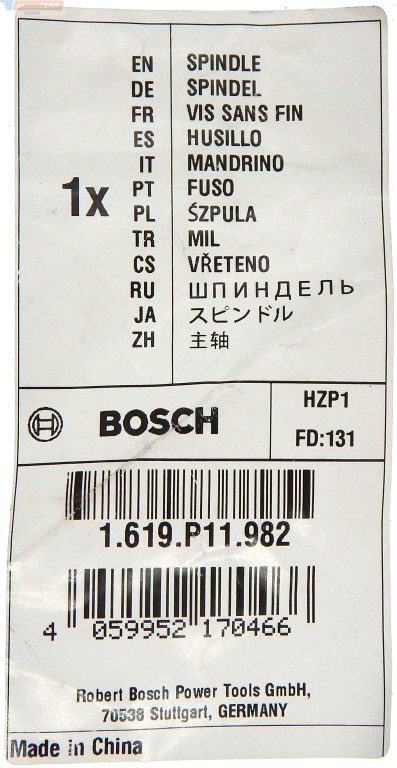 EN SPINDLE
DE SPINDEL
FR VIS SANS FIN
ES HUSILLO
IT MANDRINO
1x PT FUSO
PL ŚZPULA
TR MIL
CS VŘETENO
RU ШПИНДЕЛЬ
JA スピンドル
ZH 主轴
BOSCH
HZP1
FD:131
1.619.P11.982
4 059952 170466
Robert Bosch Power Tools GmbH,
70538 Stuttgart, GERMANY
Made in China